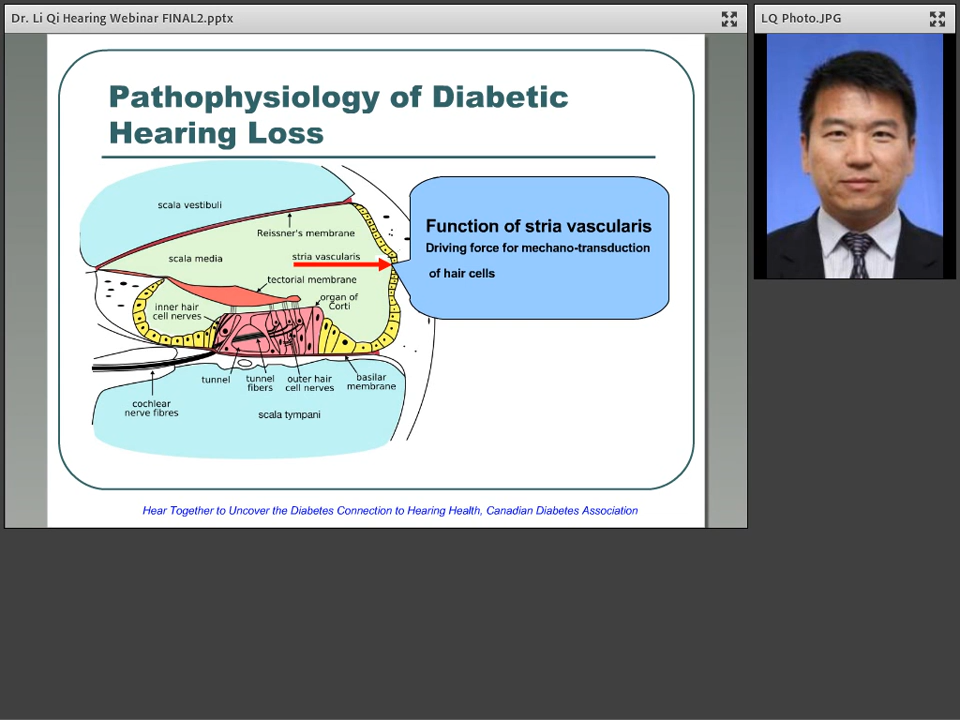 Dr. Li Qi Hearing Webinar FINAL2.pptx
LQ Photo.JPG
Pathophysiology of Diabetic
Hearing Loss
scala vestibuli
Reissner's membrane
scala media
stria vascularis
tectorial membrane
organ of
Corti
inner hair
cell nerves
tunnel
tunnel
fibers
outer hair
cell nerves
basilar
membrane
cochlear
nerve fibres
scala tympani
Function of stria vascularis
Driving force for mechano-transduction
of hair cells
Hear Together to Uncover the Diabetes Connection to Hearing Health, Canadian Diabetes Association